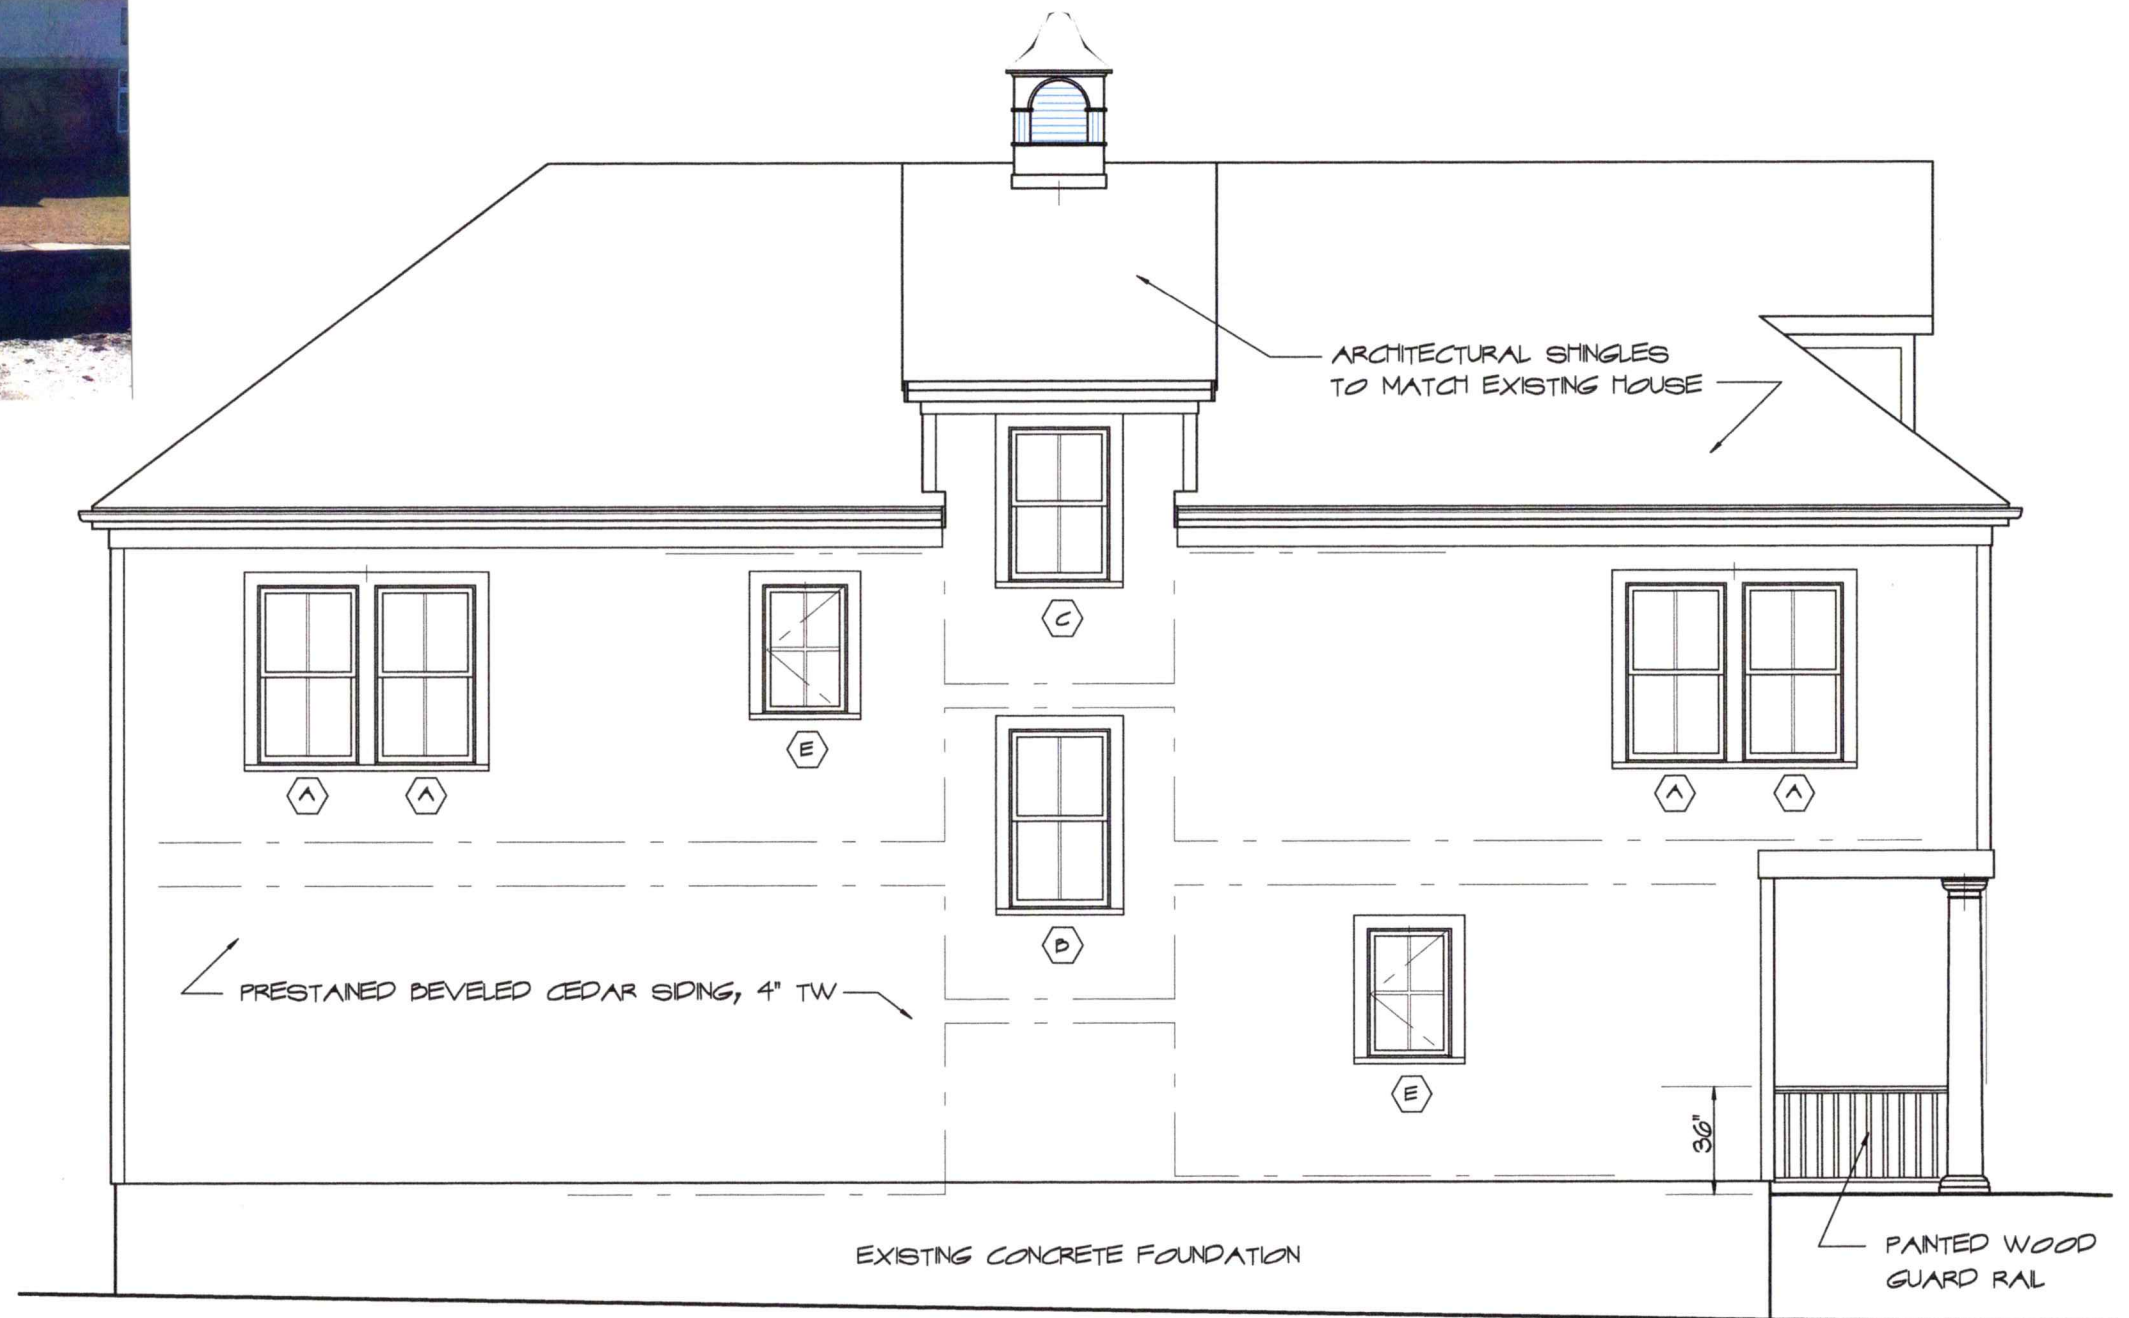 ARCHITECTURAL SHINGLES
TO MATCH EXISTING HOUSE
C
E
A A
A A
B
PRESTAINED BEVELED CEDAR SIDING, 4" TW
E
36"
EXISTING CONCRETE FOUNDATION
PAINTED WOOD
GUARD RAIL